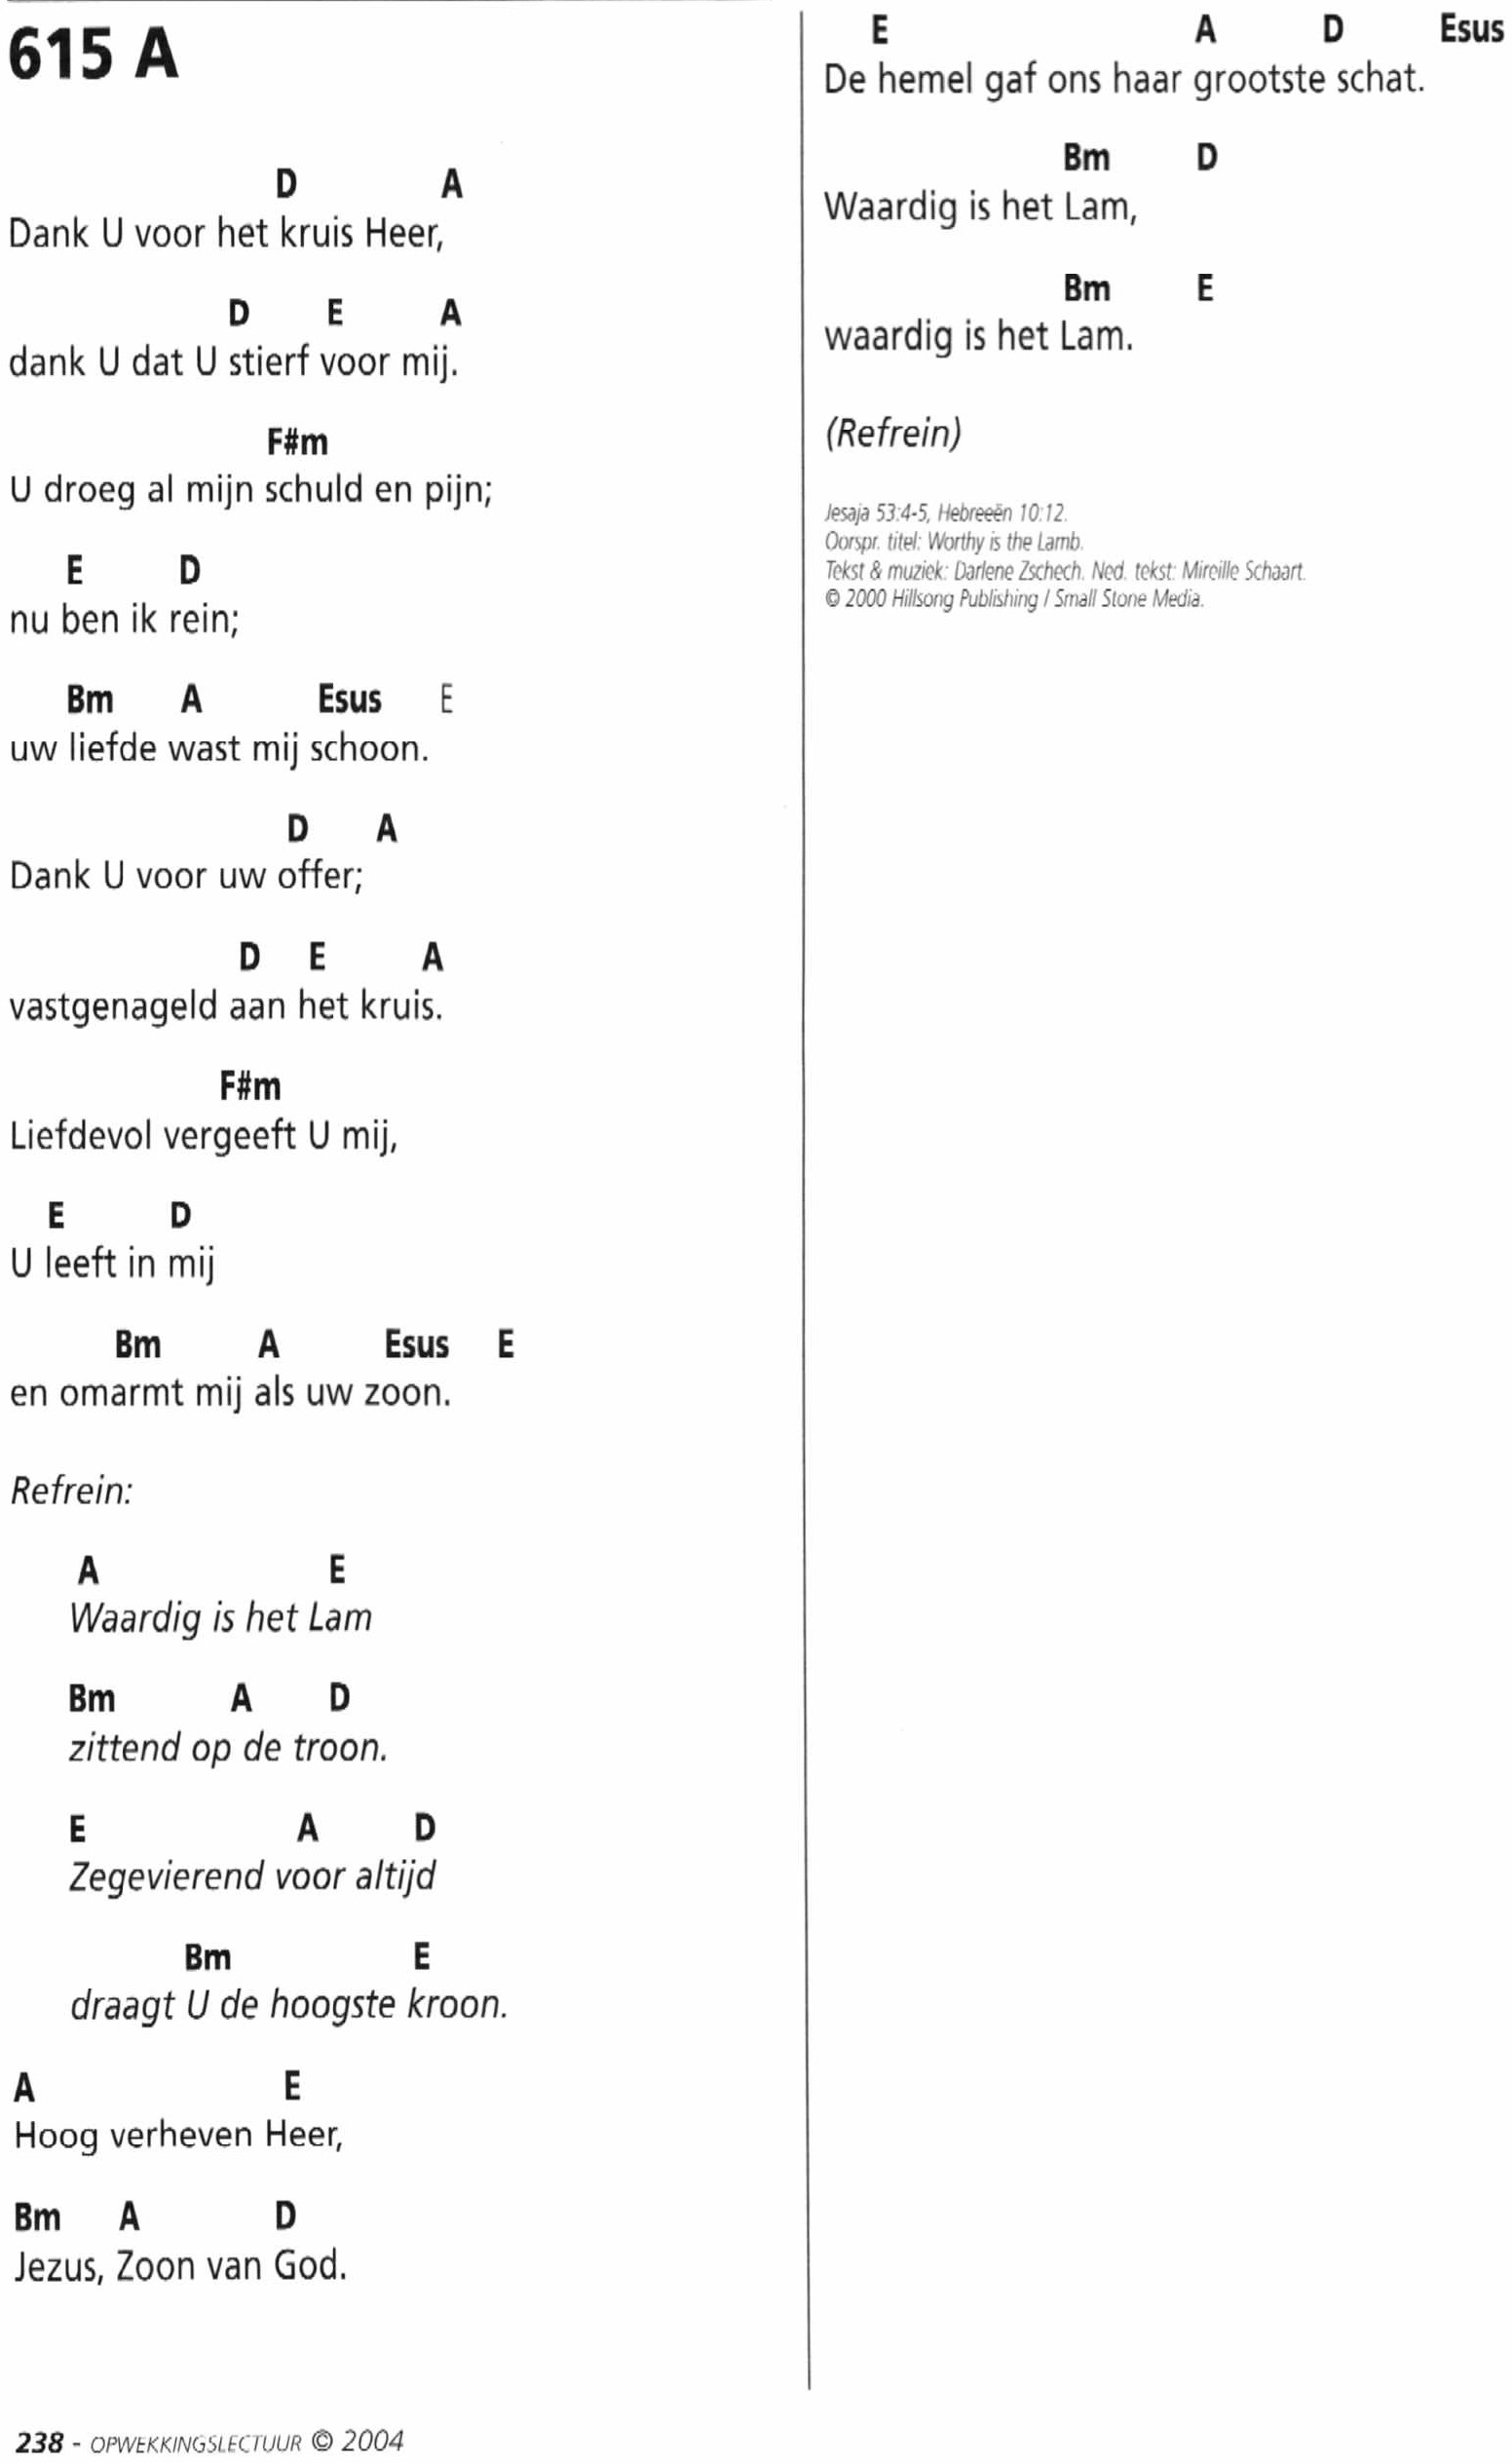 615 A
D A
Dank U voor het kruis Heer,
D E A
dank U dat U stierf voor mij.
F#m
U droeg al mijn schuld en pijn;
E D
nu ben ik rein;
Bm A Esus E
uw liefde wast mij schoon.
D A
Dank U voor uw offer;
D E A
vastgenageld aan het kruis.
F#m
Liefdevol vergeeft U mij,
E D
U leeft in mij
Bm A Esus E
en omarmt mij als uw zoon.
Refrein:
A E
Waardig is het Lam
Bm A D
zittend op de troon.
E A D
Zegevierend voor altijd
Bm E
draagt U de hoogste kroon.
A E
Hoog verheven Heer,
Bm A D
Jezus, Zoon van God.
238 - OPWEKKINGSLECTUUR © 2004
E A D Esus
De hemel gaf ons haar grootste schat.
Bm D
Waardig is het Lam,
Bm E
waardig is het Lam.
(Refrein)
Jesaja 53:4-5, Hebreeën 10:12.
Oorspr. titel: Worthy is the Lamb.
Tekst & muziek: Darlene Zschech. Ned. tekst: Mireille Schaart.
© 2000 Hillsong Publishing / Small Stone Media.